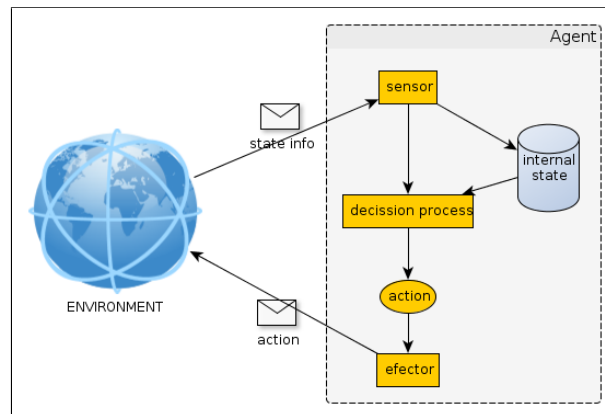 Agent
sensor
state info
internal
state
decission process
ENVIRONMENT
action
action
efector